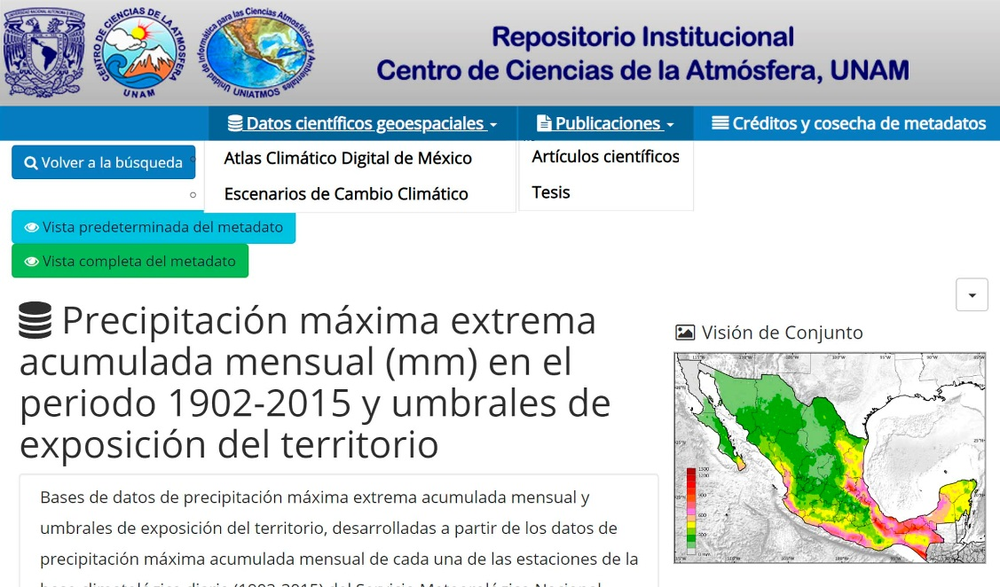 UNIVERSIDAD NACIONAL AUTONOMA DE MEXICO
CENTRO DE CIENCIAS DE LA ATMOSFERA
UNAM
Unidad de Informática para las Ciencias Atmosféricas y Ambientales
UNIATMOS
Repositorio Institucional
Centro de Ciencias de la Atmósfera, UNAM
Datos científicos geoespaciales
Publicaciones
Créditos y cosecha de metadatos
Volver a la búsqueda
Atlas Climático Digital de México
Escenarios de Cambio Climático
Artículos científicos
Tesis
Vista predeterminada del metadato
Vista completa del metadato
Precipitación máxima extrema
acumulada mensual (mm) en el
periodo 1902-2015 y umbrales de
exposición del territorio
Visión de Conjunto
Bases de datos de precipitación máxima extrema acumulada mensual y
umbrales de exposición del territorio, desarrolladas a partir de los datos de
precipitación máxima acumulada mensual de cada una de las estaciones de la
base climatológica diaria (1902-2015) del Servicio Meteorológico Nacional